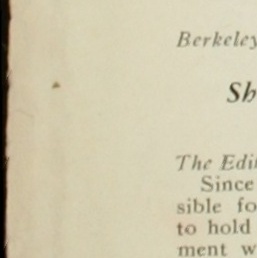 Berkeley
Sh
The Edi
Since
sible fo
to hold
ment w